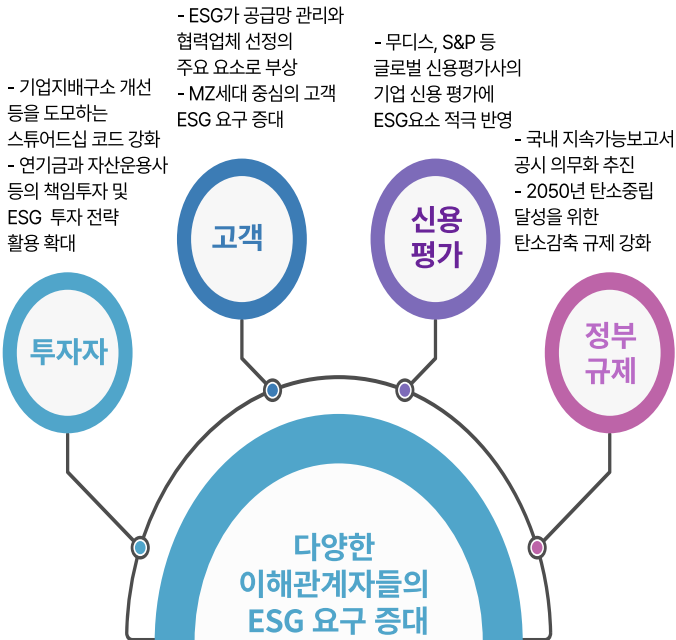 - 기업지배구소 개선
등을 도모하는
스튜어드십 코드 강화
- 연기금과 자산운용사
등의 책임투자 및
ESG 투자 전략
활용 확대
투자자
- ESG가 공급망 관리와
협력업체 선정의
주요 요소로 부상
- MZ세대 중심의 고객
ESG 요구 증대
고객
- 무디스, S&P 등
글로벌 신용평가사의
기업 신용 평가에
ESG요소 적극 반영
신용
평가
- 국내 지속가능보고서
공시 의무화 추진
- 2050년 탄소중립
달성을 위한
탄소감축 규제 강화
정부
규제
다양한
이해관계자들의
ESG 요구 증대